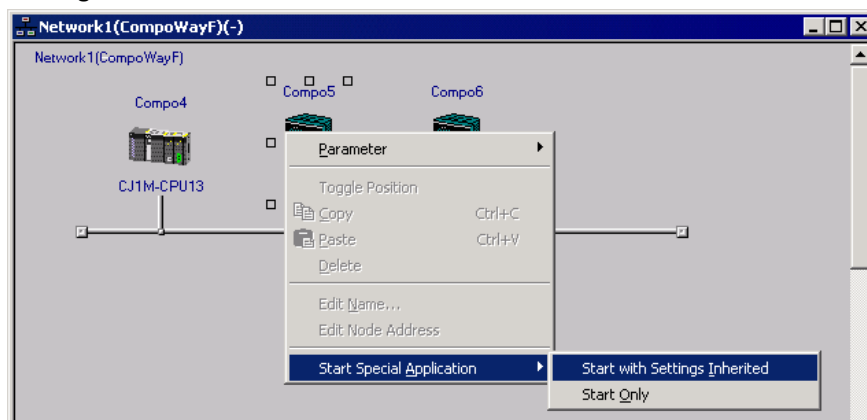 Network1(CompoWayF)(-)
Network1(CompoWayF)
Compo4
Compo5
Compo6
CJ1M-CPU13
Parameter
Toggle Position
Copy Ctrl+C
Paste Ctrl+V
Delete
Edit Name...
Edit Node Address
Start Special Application
Start with Settings Inherited
Start Only